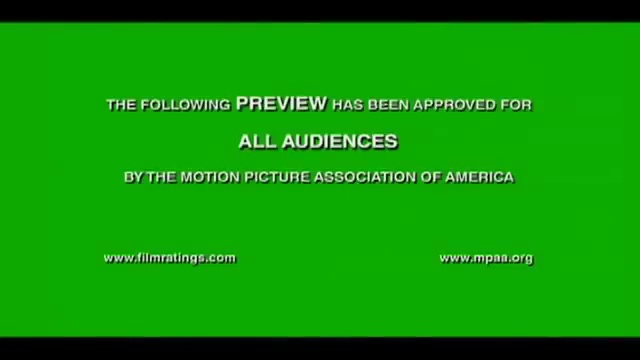 THE FOLLOWING PREVIEW HAS BEEN APPROVED FOR
ALL AUDIENCES
BY THE MOTION PICTURE ASSOCIATION OF AMERICA
www.filmratings.com www.mpaa.org